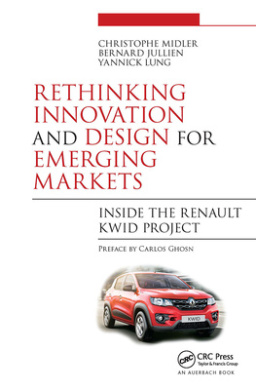 CHRISTOPHE MIDLER
BERNARD JULLIEN
YANNICK LUNG
RETHINKING
INNOVATION
AND DESIGN FOR
EMERGING
MARKETS
INSIDE THE RENAULT
KWID PROJECT
PREFACE BY CARLOS GHOSN
KWID
CRC Press
Taylor & Francis Group
AN AUERBACH BOOK